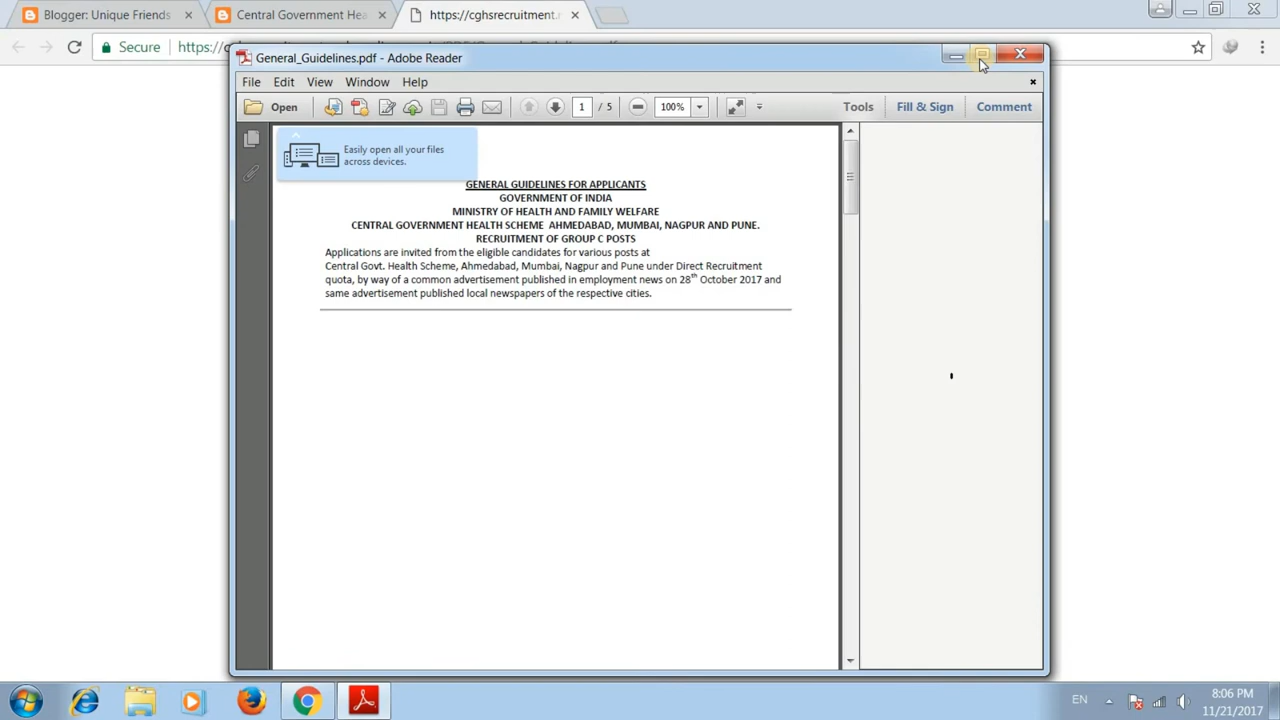 Blogger: Unique Friends
Central Government Hea
https://cghsrecruitment.n
Secure
https://c
General_Guidelines.pdf - Adobe Reader
File Edit View Window Help
Open
1 / 5
100%
Tools
Fill & Sign
Comment
Easily open all your files
across devices.
GENERAL GUIDELINES FOR APPLICANTS
GOVERNMENT OF INDIA
MINISTRY OF HEALTH AND FAMILY WELFARE
CENTRAL GOVERNMENT HEALTH SCHEME AHMEDABAD, MUMBAI, NAGPUR AND PUNE.
RECRUITMENT OF GROUP C POSTS
Applications are invited from the eligible candidates for various posts at
Central Govt. Health Scheme, Ahmedabad, Mumbai, Nagpur and Pune under Direct Recruitment
quota, by way of a common advertisement published in employment news on 28th October 2017 and
same advertisement published local newspapers of the respective cities.
EN
8:06 PM
11/21/2017